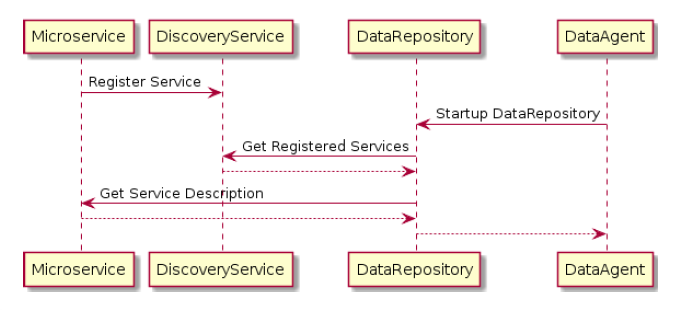 Microservice
DiscoveryService
DataRepository
DataAgent
Register Service
Startup DataRepository
Get Registered Services
Get Service Description
Microservice
DiscoveryService
DataRepository
DataAgent